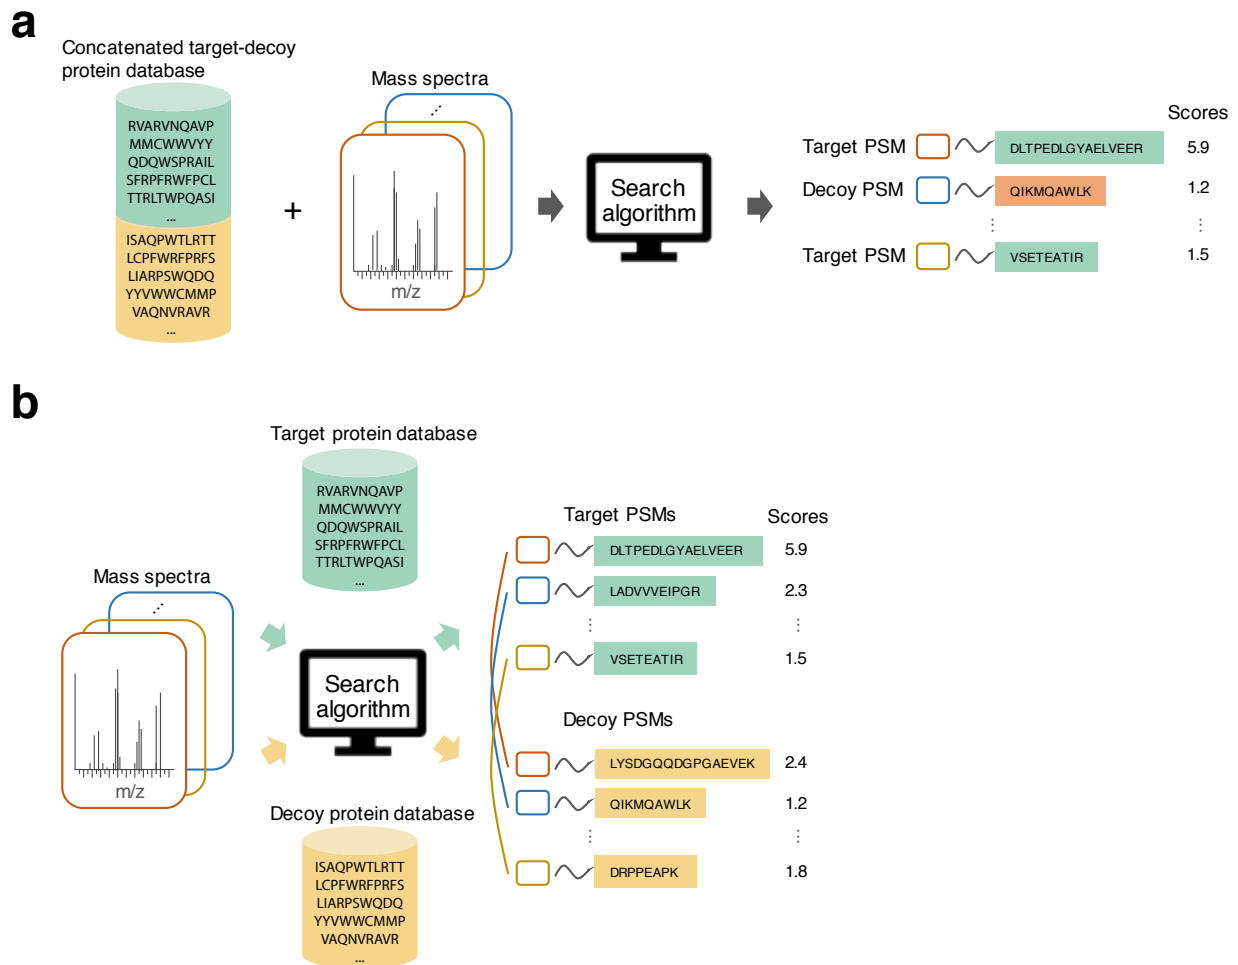 a
Concatenated target-decoy
protein database
RVARVNQAVP
MMCWWVYY
QDQWSPRAIL
SFRPFRWFPCL
TTRLTWPQASI
...
ISAQPWTLRTT
LCPFWRFPRFS
LIARPSWQDQ
YYVWWCMMP
VAQNVRAVR
...
+
Mass spectra
...
m/z
Search
algorithm
Scores
Target PSM DLTPEDLGYAELVEER 5.9
Decoy PSM QIKMQAWLK 1.2
⋮ ⋮
Target PSM VSETEATIR 1.5
b
Mass spectra
...
m/z
Target protein database
RVARVNQAVP
MMCWWVYY
QDQWSPRAIL
SFRPFRWFPCL
TTRLTWPQASI
...
Search
algorithm
Decoy protein database
ISAQPWTLRTT
LCPFWRFPRFS
LIARPSWQDQ
YYVWWCMMP
VAQNVRAVR
...
Target PSMs Scores
DLTPEDLGYAELVEER 5.9
LADVVVEIPGR 2.3
⋮ ⋮
VSETEATIR 1.5
Decoy PSMs
LYSDGQQDGPGAEVEK 2.4
QIKMQAWLK 1.2
⋮ ⋮
DRPPEAPK 1.8